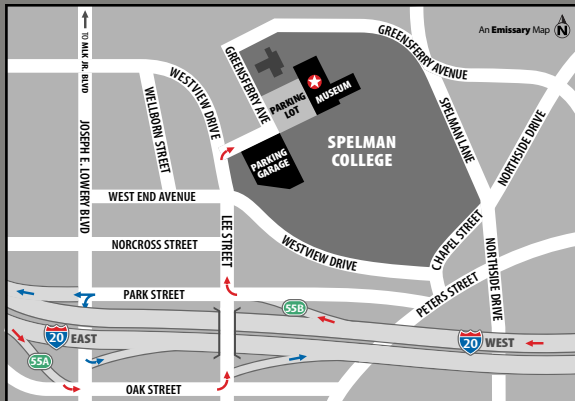 An Emissary Map N
TO MLK JR. BLVD
GREENSFERRY AVENUE
GREENSFERRY AVE
WESTVIEW DRIVE
WELLBORN STREET
JOSEPH E. LOWERY BLVD
PARKING
LOT
MUSEUM
SPELMAN
COLLEGE
SPELMAN LANE
NORTHSIDE DRIVE
PARKING
GARAGE
WEST END AVENUE
LEE STREET
NORCROSS STREET
WESTVIEW DRIVE
CHAPEL STREET
NORTHSIDE DRIVE
PARK STREET
PETERS STREET
55B
20 EAST
20 WEST
55A
OAK STREET